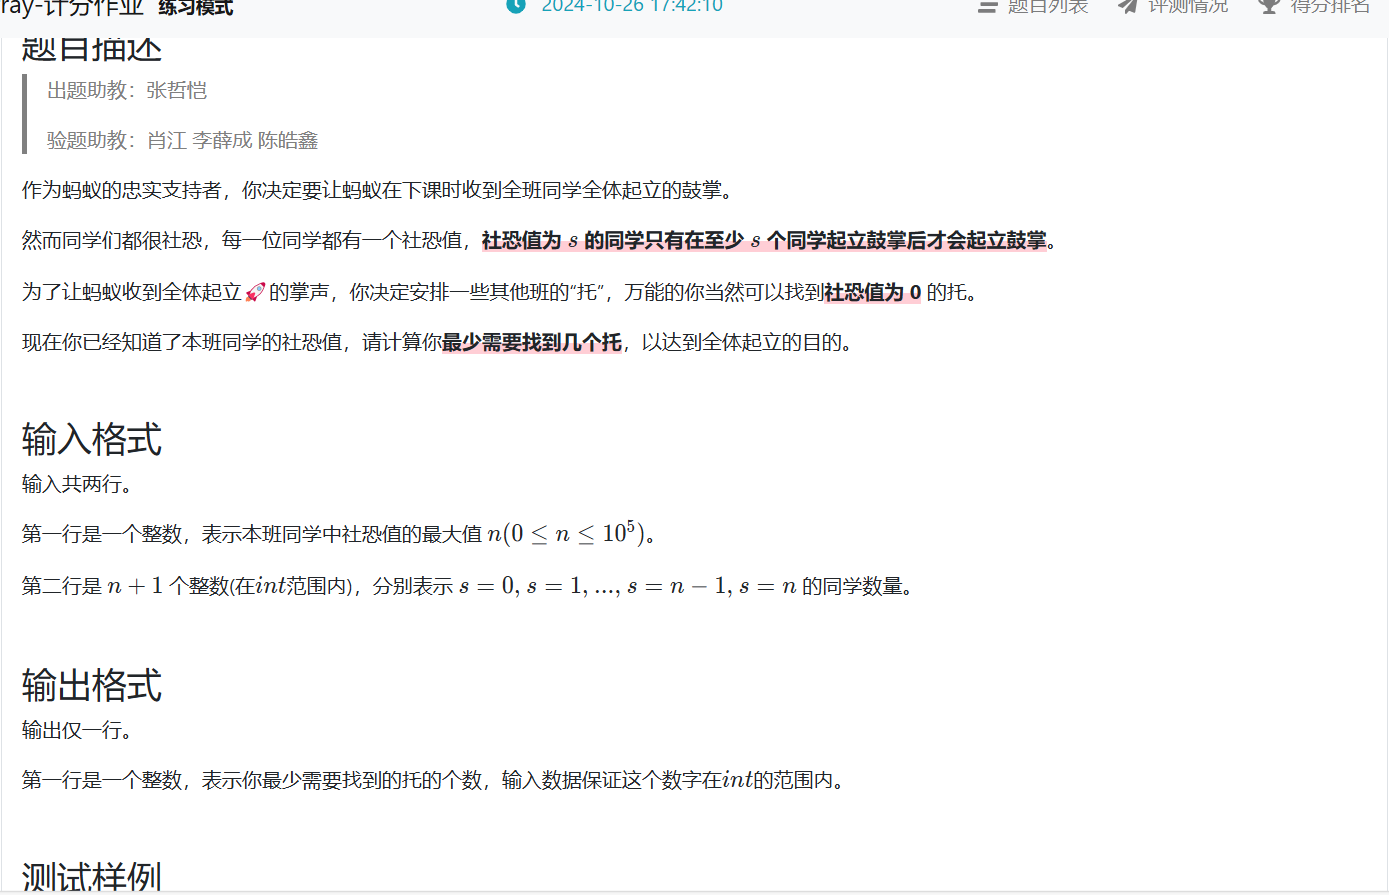 ray-计分作业 练习模式 2024-10-26 17:42:10 题目列表 评测情况 得分排名
题目描述
出题助教：张哲恺
验题助教：肖江 李薛成 陈皓鑫
作为蚂蚁的忠实支持者，你决定要让蚂蚁在下课时收到全班同学全体起立的鼓掌。
然而同学们都很社恐，每一位同学都有一个社恐值，社恐值为 s 的同学只有在至少 s 个同学起立鼓掌后才会起立鼓掌。
为了让蚂蚁收到全体起立🚀的掌声，你决定安排一些其他班的“托”，万能的你当然可以找到社恐值为 0 的托。
现在你已经知道了本班同学的社恐值，请计算你最少需要找到几个托，以达到全体起立的目的。
输入格式
输入共两行。
第一行是一个整数，表示本班同学中社恐值的最大值 n(0 ≤ n ≤ 10⁵)。
第二行是 n + 1 个整数(在int范围内)，分别表示 s = 0, s = 1, ..., s = n − 1, s = n 的同学数量。
输出格式
输出仅一行。
第一行是一个整数，表示你最少需要找到的托的个数，输入数据保证这个数字在int的范围内。
测试样例